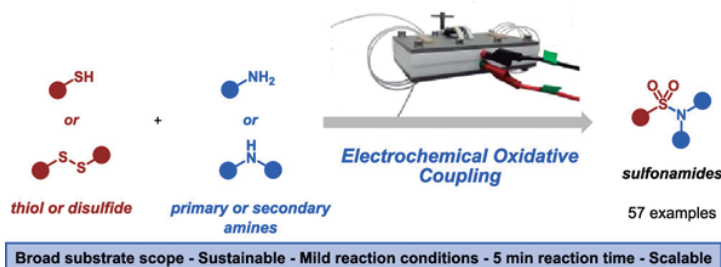 SH
or
S
S
thiol or disulfide
+
NH2
or
H
N
primary or secondary
amines
Electrochemical Oxidative
Coupling
O O
S
N
sulfonamides
57 examples
Broad substrate scope - Sustainable - Mild reaction conditions - 5 min reaction time - Scalable